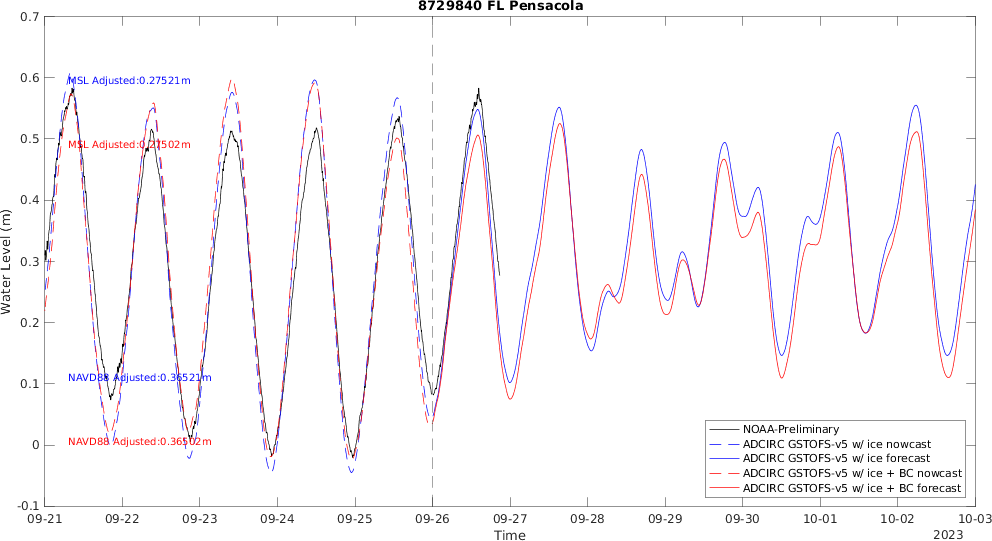 8729840 FL Pensacola
0.7
0.6
0.5
0.4
0.3
0.2
0.1
0
-0.1
Water Level (m)
MSL Adjusted:0.27521m
MSL Adjusted:0.27502m
NAVD88 Adjusted:0.36521m
NAVD88 Adjusted:0.36502m
NOAA-Preliminary
ADCIRC GSTOFS-v5 w/ ice nowcast
ADCIRC GSTOFS-v5 w/ ice forecast
ADCIRC GSTOFS-v5 w/ ice + BC nowcast
ADCIRC GSTOFS-v5 w/ ice + BC forecast
09-21 09-22 09-23 09-24 09-25 09-26 09-27 09-28 09-29 09-30 10-01 10-02 10-03
Time
2023